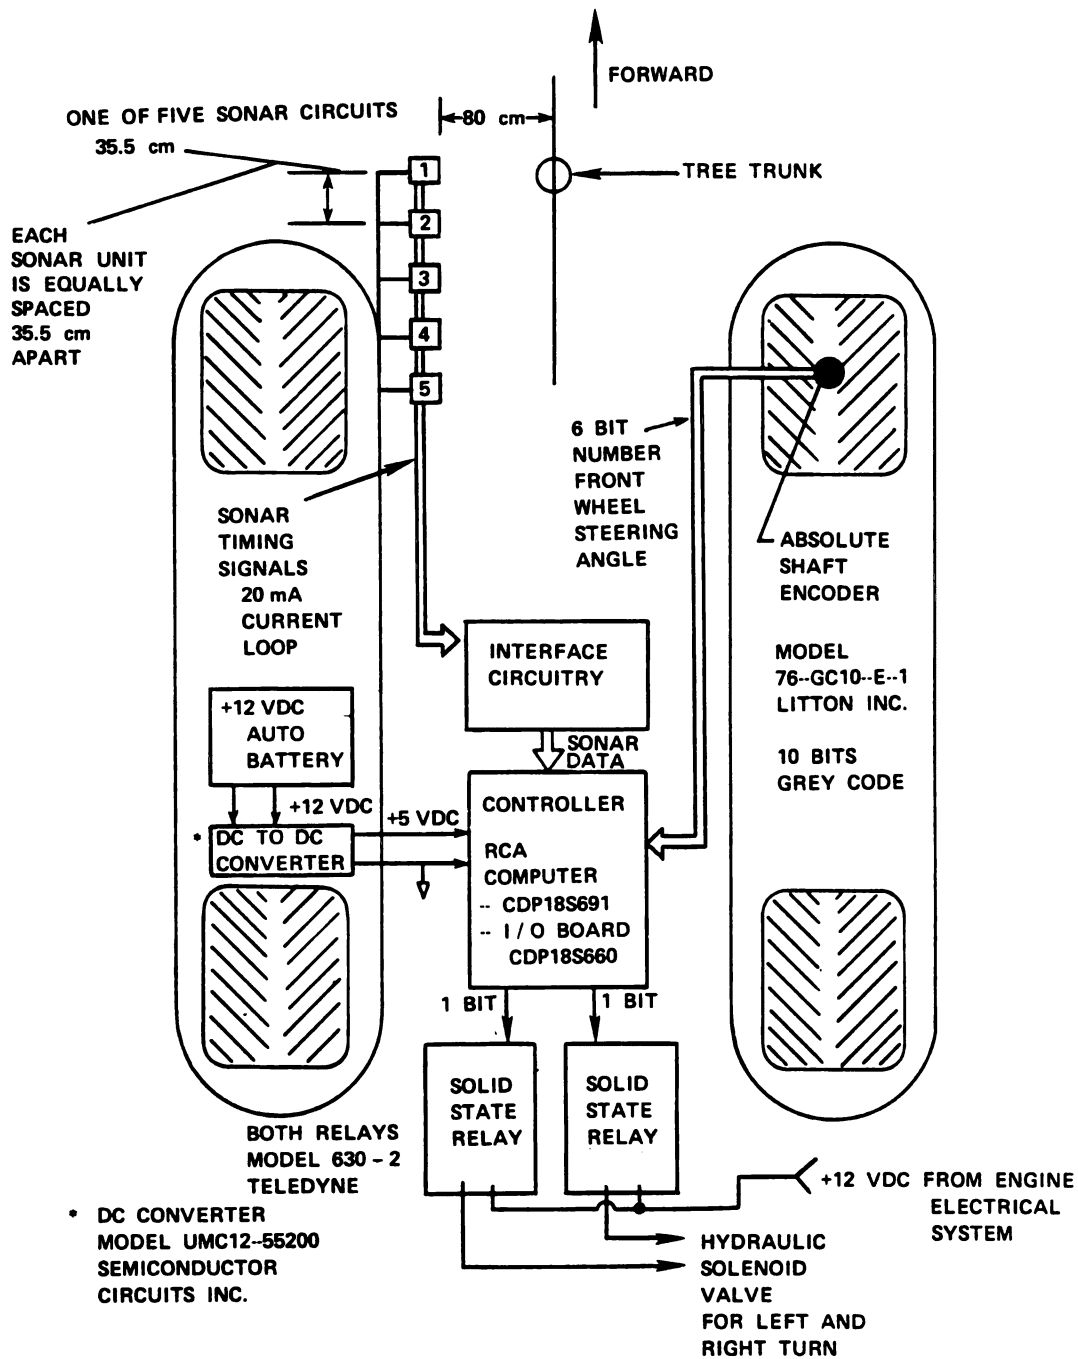 FORWARD
ONE OF FIVE SONAR CIRCUITS
35.5 cm
80 cm
TREE TRUNK
1
2
3
4
5
EACH
SONAR UNIT
IS EQUALLY
SPACED
35.5 cm
APART
6 BIT
NUMBER
FRONT
WHEEL
STEERING
ANGLE
SONAR
TIMING
SIGNALS
20 mA
CURRENT
LOOP
ABSOLUTE
SHAFT
ENCODER
MODEL
76--GC10--E--1
LITTON INC.
10 BITS
GREY CODE
INTERFACE
CIRCUITRY
SONAR
DATA
+12 VDC
AUTO
BATTERY
+12 VDC
* DC TO DC
CONVERTER
+5 VDC
CONTROLLER
RCA
COMPUTER
-- CDP18S691
-- I / O BOARD
CDP18S660
1 BIT
1 BIT
SOLID
STATE
RELAY
SOLID
STATE
RELAY
BOTH RELAYS
MODEL 630 - 2
TELEDYNE
* DC CONVERTER
MODEL UMC12--55200
SEMICONDUCTOR
CIRCUITS INC.
+12 VDC FROM ENGINE
ELECTRICAL
SYSTEM
HYDRAULIC
SOLENOID
VALVE
FOR LEFT AND
RIGHT TURN